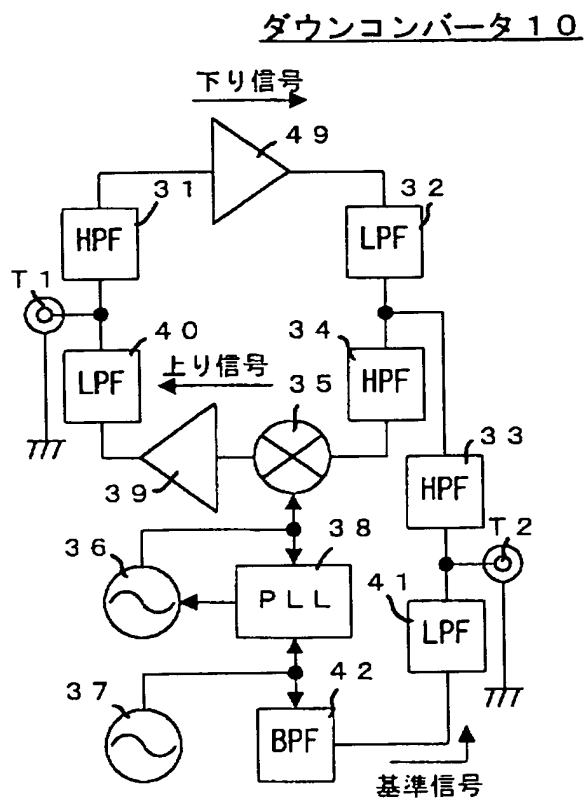 ダウンコンバータ１０
下り信号
４９
３１
HPF
３２
LPF
T１
４０
LPF
上り信号
３４
HPF
３５
３９
３３
HPF
T２
３６
３８
PLL
４１
LPF
３７
４２
BPF
基準信号